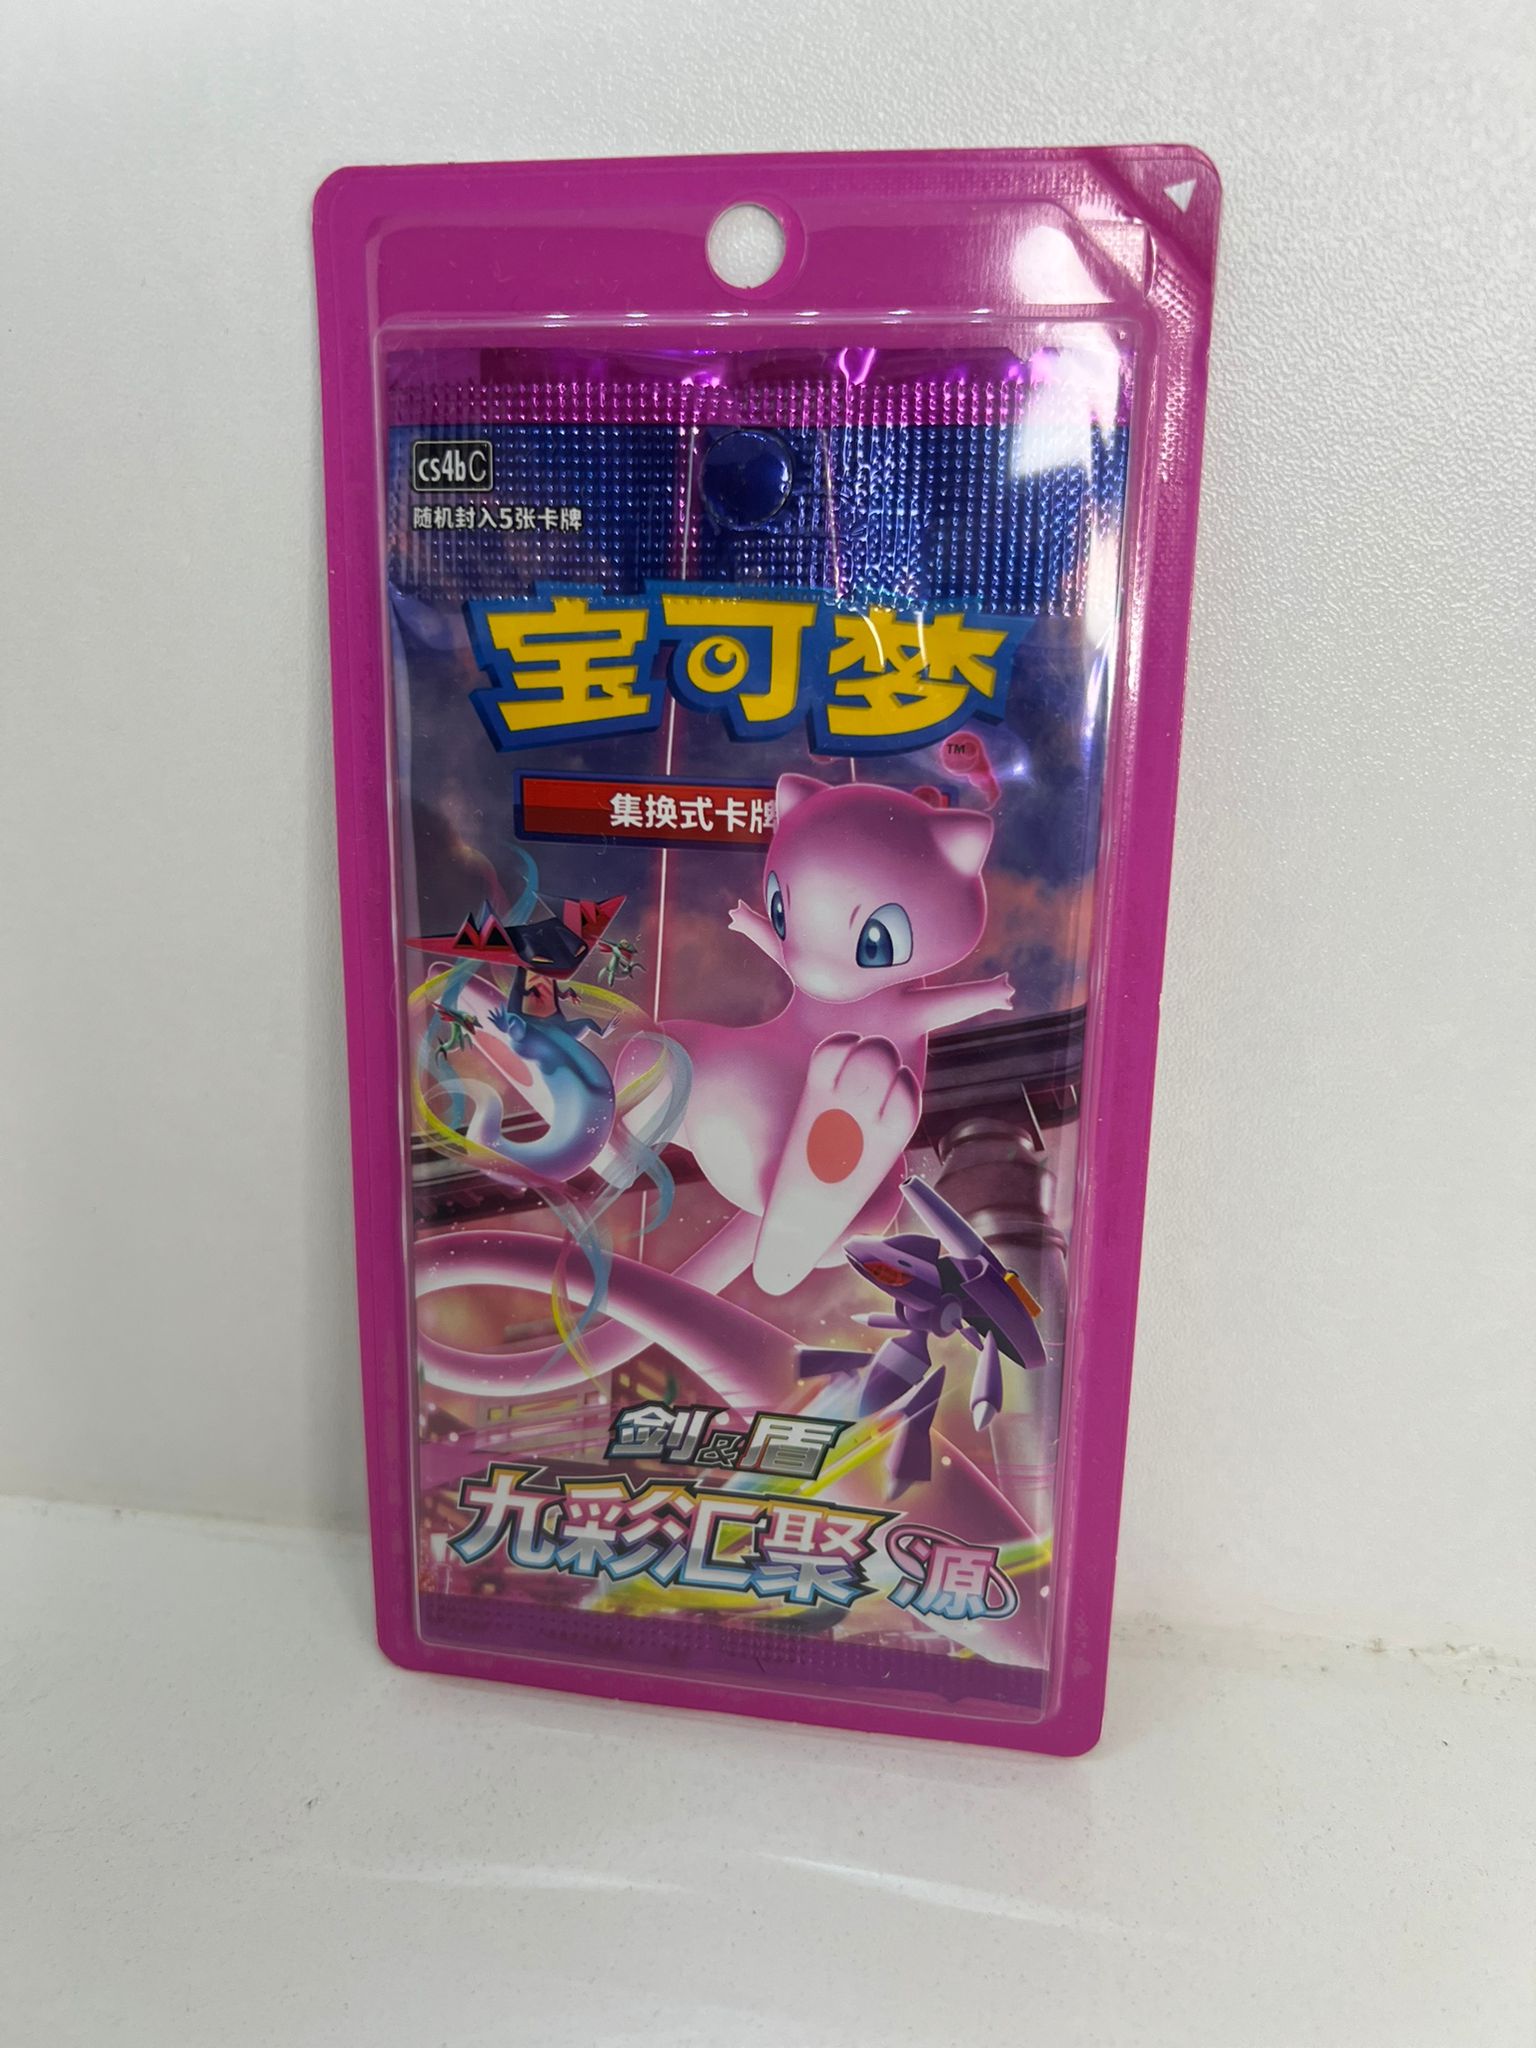 cs4bC
随机封入5张卡牌
宝可梦
TM
集换式卡牌
剑&盾
九彩汇聚 源